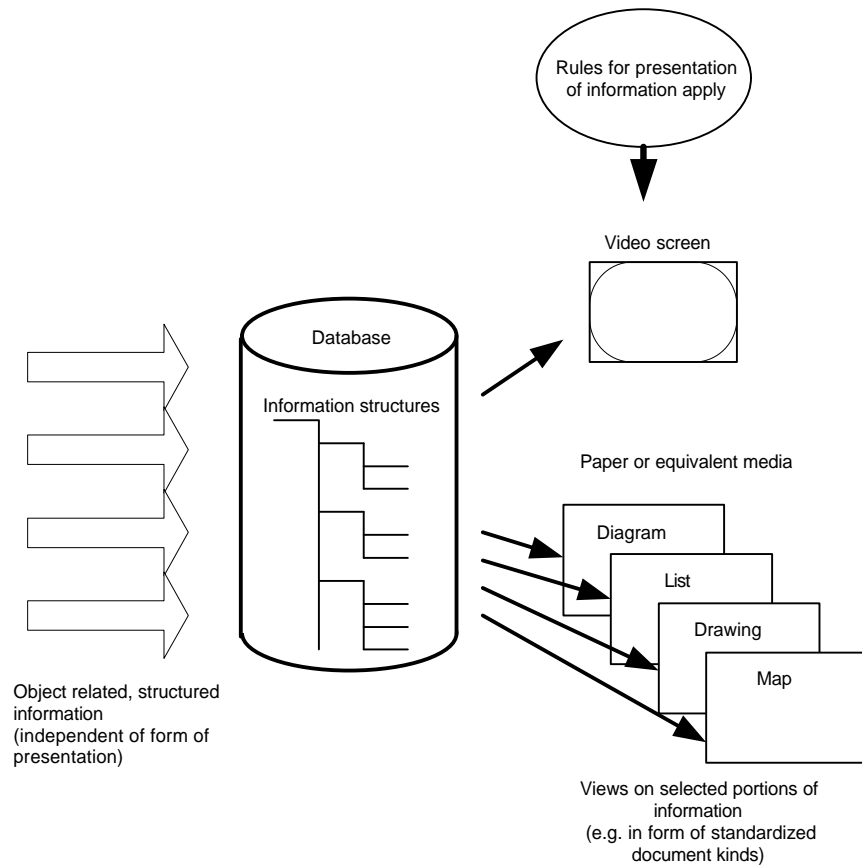 Rules for presentation
of information apply
Video screen
Database
Information structures
Paper or equivalent media
Diagram
List
Drawing
Map
Object related, structured
information
(independent of form of
presentation)
Views on selected portions of
information
(e.g. in form of standardized
document kinds)